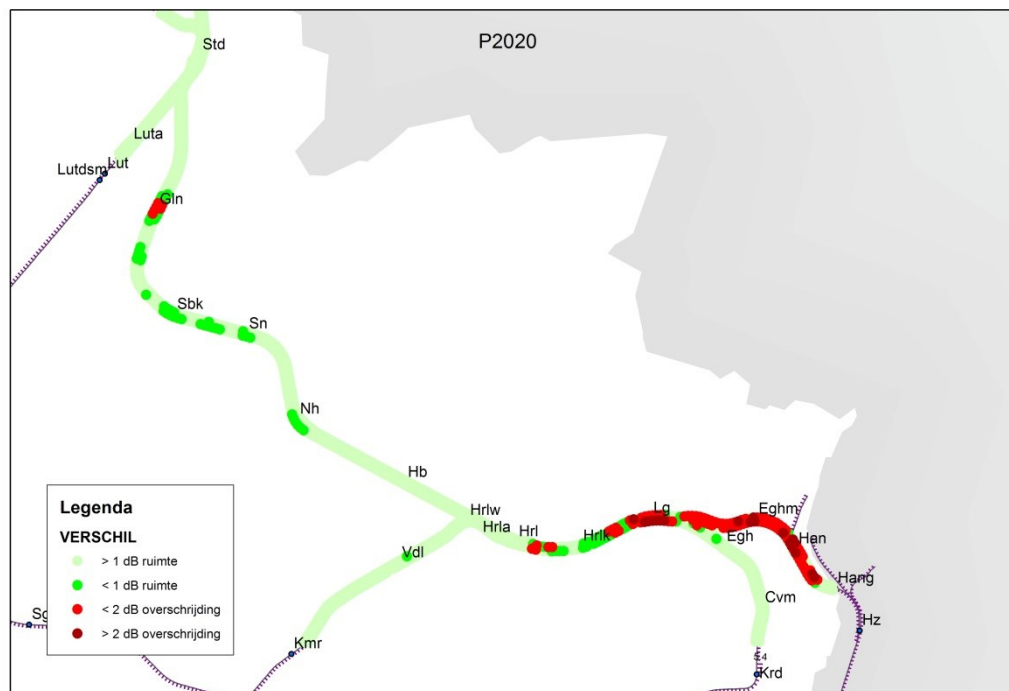 P2020
Std
Luta
Lut
Lutdsm
Gln
Sbk
Sn
Nh
Hb
Hrlw
Hrla
Hrl
Hrlk
Lg
Eghm
Egh
Han
Hang
Vdl
Cvm
Hz
Kmr
Krd
Legenda
VERSCHIL
> 1 dB ruimte
< 1 dB ruimte
< 2 dB overschrijding
> 2 dB overschrijding